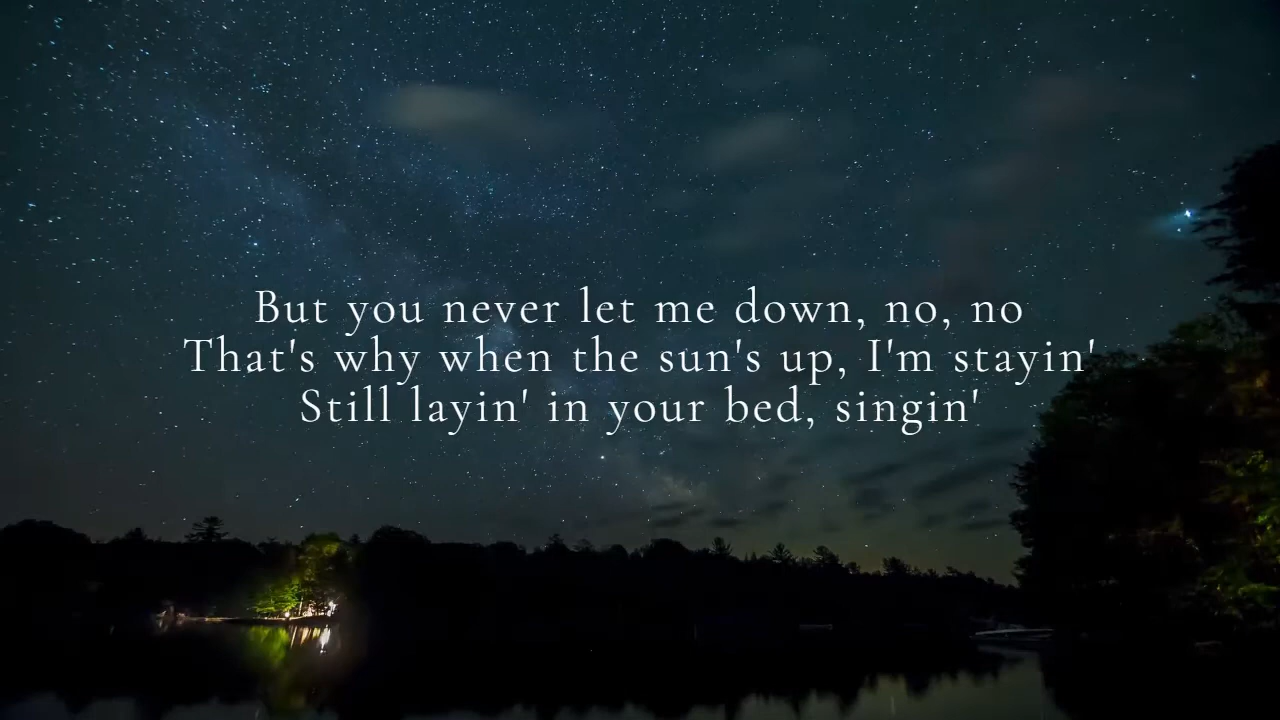 But you never let me down, no, no
That's why when the sun's up, I'm stayin'
Still layin' in your bed, singin'